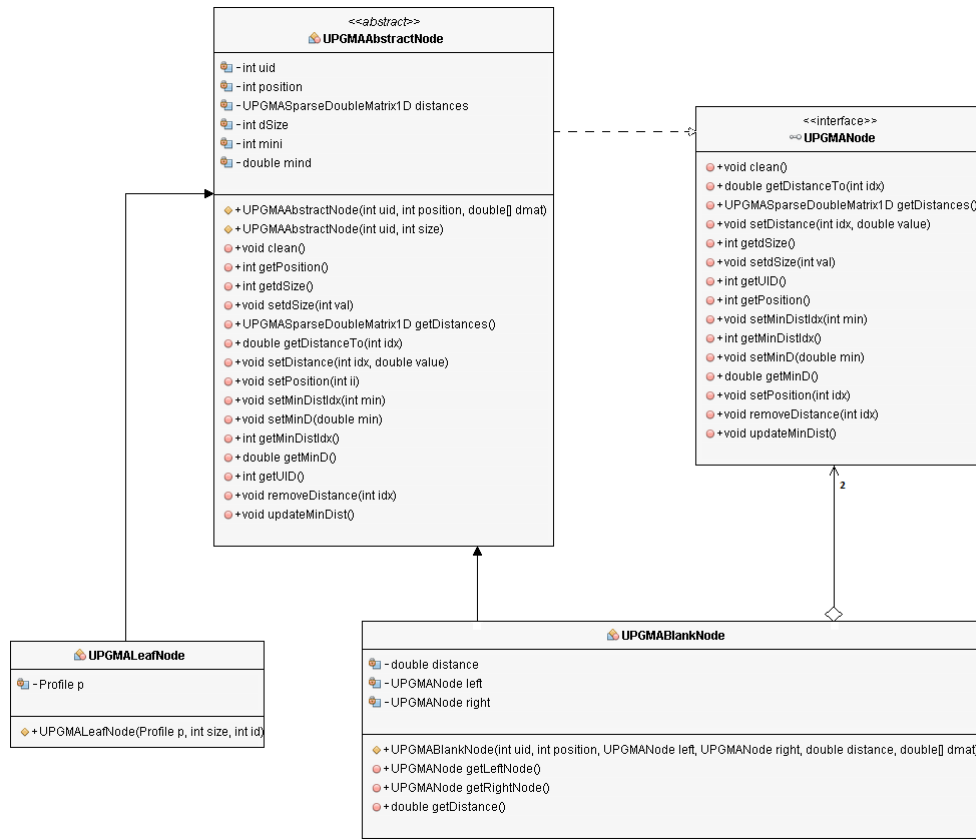 <<abstract>>
UPGMAAbstractNode
- int uid
- int position
- UPGMASparseDoubleMatrix1D distances
- int dSize
- int mini
- double mind
+ UPGMAAbstractNode(int uid, int position, double[] dmat)
+ UPGMAAbstractNode(int uid, int size)
+ void clean()
+ int getPosition()
+ int getdSize()
+ void setdSize(int val)
+ UPGMASparseDoubleMatrix1D getDistances()
+ double getDistanceTo(int idx)
+ void setDistance(int idx, double value)
+ void setPosition(int ii)
+ void setMinDistIdx(int min)
+ void setMinD(double min)
+ int getMinDistIdx()
+ double getMinD()
+ int getUID()
+ void removeDistance(int idx)
+ void updateMinDist()
<<interface>>
UPGMANode
+ void clean()
+ double getDistanceTo(int idx)
+ UPGMASparseDoubleMatrix1D getDistances()
+ void setDistance(int idx, double value)
+ int getdSize()
+ void setdSize(int val)
+ int getUID()
+ int getPosition()
+ void setMinDistIdx(int min)
+ int getMinDistIdx()
+ void setMinD(double min)
+ double getMinD()
+ void setPosition(int idx)
+ void removeDistance(int idx)
+ void updateMinDist()
2
UPGMALeafNode
- Profile p
+ UPGMALeafNode(Profile p, int size, int id)
UPGMABlankNode
- double distance
- UPGMANode left
- UPGMANode right
+ UPGMABlankNode(int uid, int position, UPGMANode left, UPGMANode right, double distance, double[] dmat)
+ UPGMANode getLeftNode()
+ UPGMANode getRightNode()
+ double getDistance()